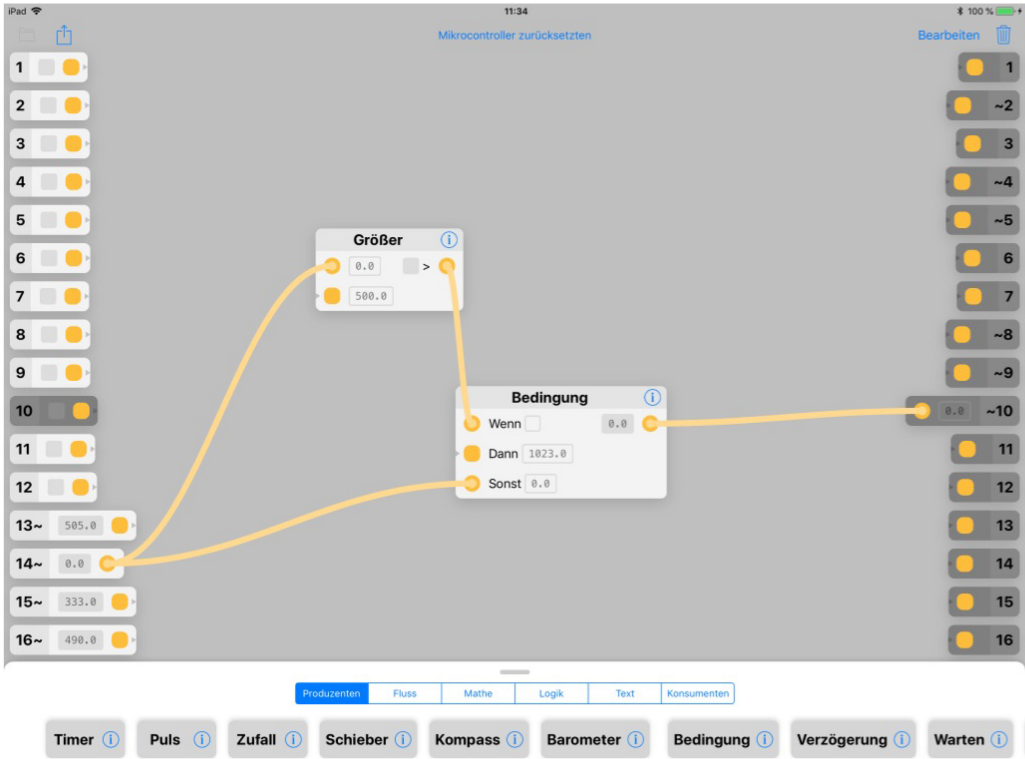 iPad 11:34 100 %
Mikrocontroller zurücksetzten Bearbeiten
1 1
2 ~2
3 3
4 ~4
5 ~5
Größer
6 0.0 > 6
7 500.0 7
8 ~8
9 ~9
Bedingung
10 0.0 ~10
Wenn 0.0
11 Dann 1023.0 11
12 Sonst 0.0 12
13~ 505.0 13
14~ 0.0 14
15~ 333.0 15
16~ 490.0 16
Produzenten Fluss Mathe Logik Text Konsumenten
Timer i Puls i Zufall i Schieber i Kompass i Barometer i Bedingung i Verzögerung i Warten i